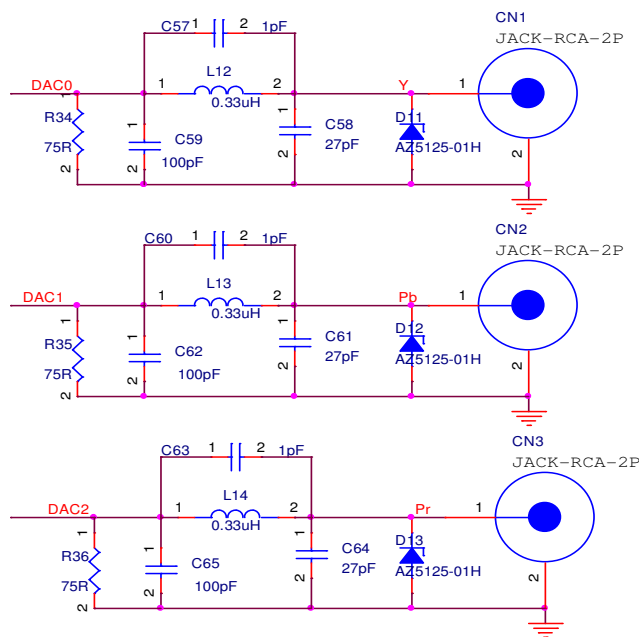 CN1
JACK-RCA-2P
C57 1 2 1pF
L12
DAC0 1 1 2 Y 1
0.33uH
R34 1 C59 1 C58 D11
75R 100pF 27pF AZ5125-01H
2 2 2 2
CN2
JACK-RCA-2P
C60 1 2 1pF
L13
DAC1 1 2 Pb 1
0.33uH
1 1 1 D12
R35 C62 C61 AZ5125-01H
75R 100pF 27pF
2 2 2 2
CN3
JACK-RCA-2P
C63 1 2 1pF
L14
DAC2 1 2 Pr 1
0.33uH
1 1 1 D13
R36 C65 C64 AZ5125-01H
75R 100pF 27pF
2 2 2 2